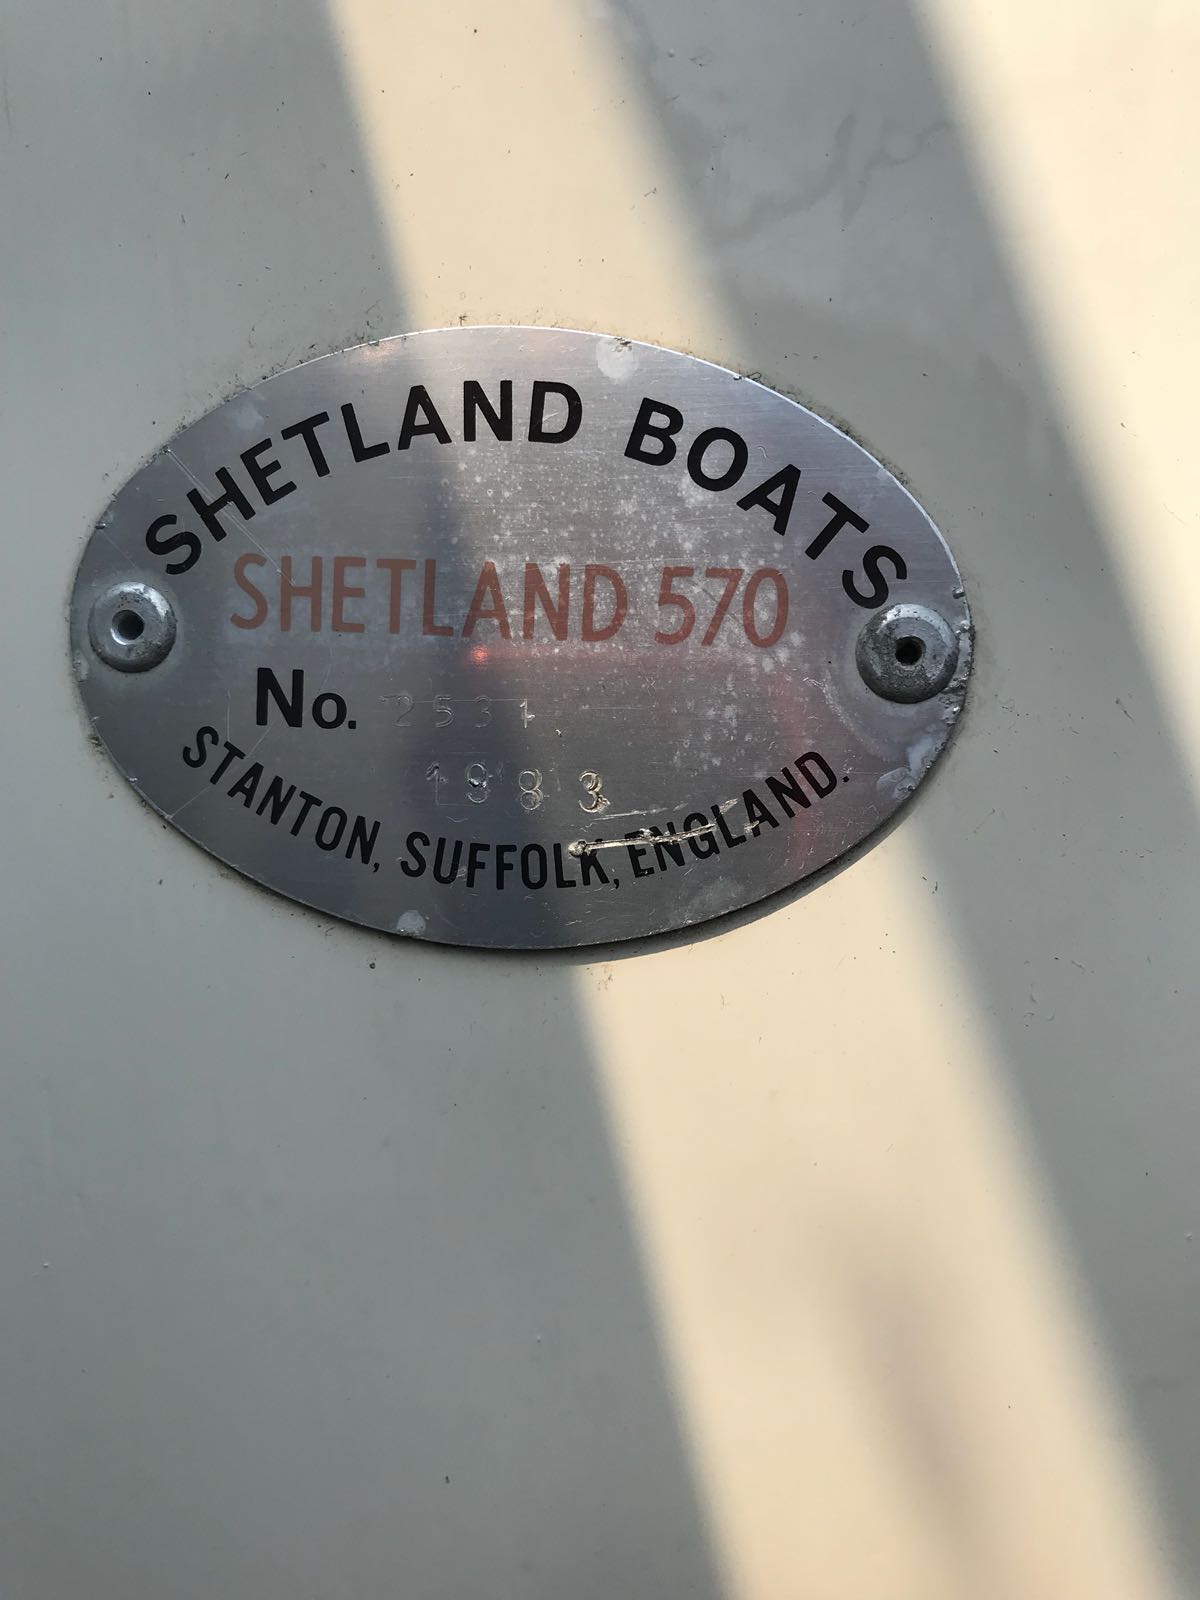 SHETLAND BOATS
SHETLAND 570
No. 2531
1983
STANTON, SUFFOLK, ENGLAND.